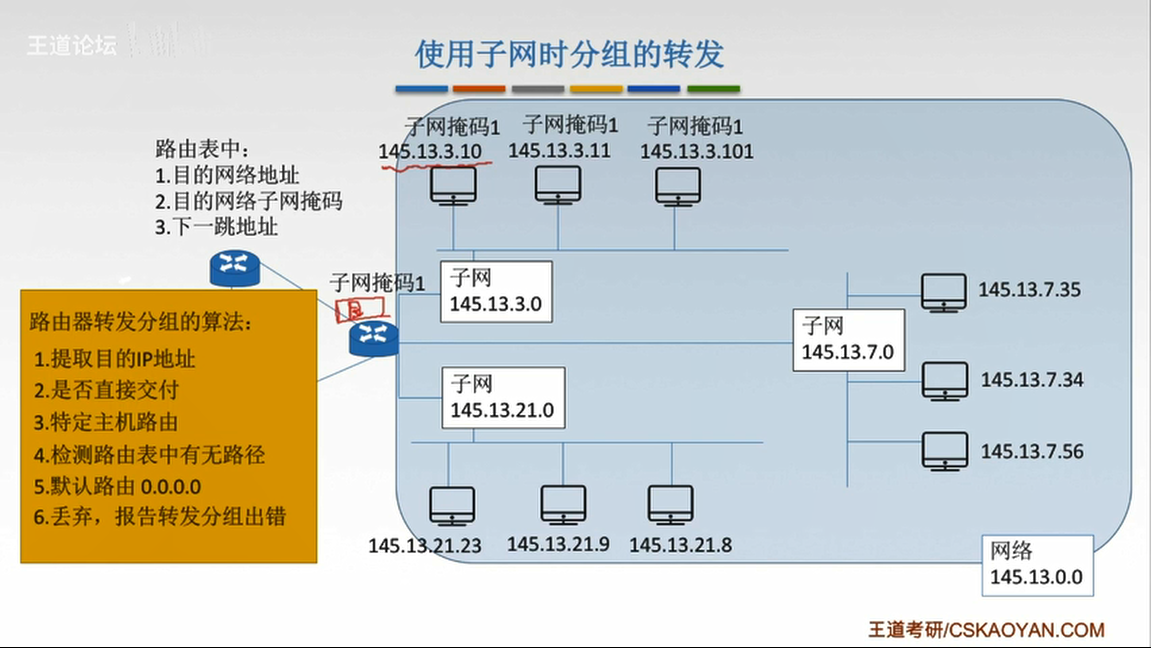 王道论坛
使用子网时分组的转发
路由表中：
1.目的网络地址
2.目的网络子网掩码
3.下一跳地址
子网掩码1
145.13.3.10
子网掩码1
145.13.3.11
子网掩码1
145.13.3.101
子网掩码1
子网
145.13.3.0
子网
145.13.21.0
子网
145.13.7.0
145.13.7.35
145.13.7.34
145.13.7.56
路由器转发分组的算法：
1.提取目的IP地址
2.是否直接交付
3.特定主机路由
4.检测路由表中有无路径
5.默认路由 0.0.0.0
6.丢弃，报告转发分组出错
145.13.21.23
145.13.21.9
145.13.21.8
网络
145.13.0.0
王道考研/CSKAOYAN.COM